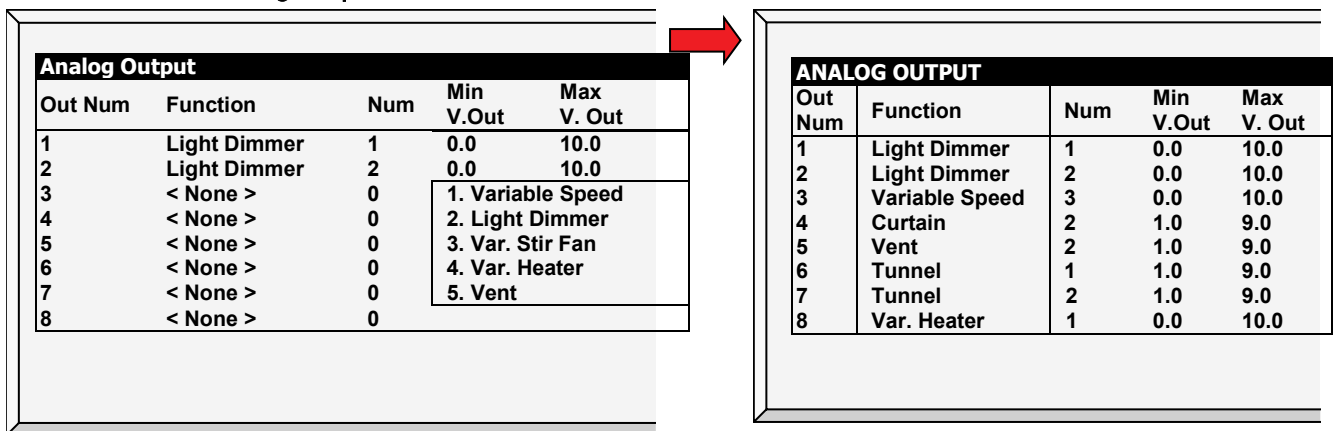 Analog Output
Out Num Function Num Min V.Out Max V. Out
1 Light Dimmer 1 0.0 10.0
2 Light Dimmer 2 0.0 10.0
3 < None > 0 1. Variable Speed
4 < None > 0 2. Light Dimmer
5 < None > 0 3. Var. Stir Fan
6 < None > 0 4. Var. Heater
7 < None > 0 5. Vent
8 < None > 0
ANALOG OUTPUT
Out Num Function Num Min V.Out Max V. Out
1 Light Dimmer 1 0.0 10.0
2 Light Dimmer 2 0.0 10.0
3 Variable Speed 3 0.0 10.0
4 Curtain 2 1.0 9.0
5 Vent 2 1.0 9.0
6 Tunnel 1 1.0 9.0
7 Tunnel 2 1.0 9.0
8 Var. Heater 1 0.0 10.0